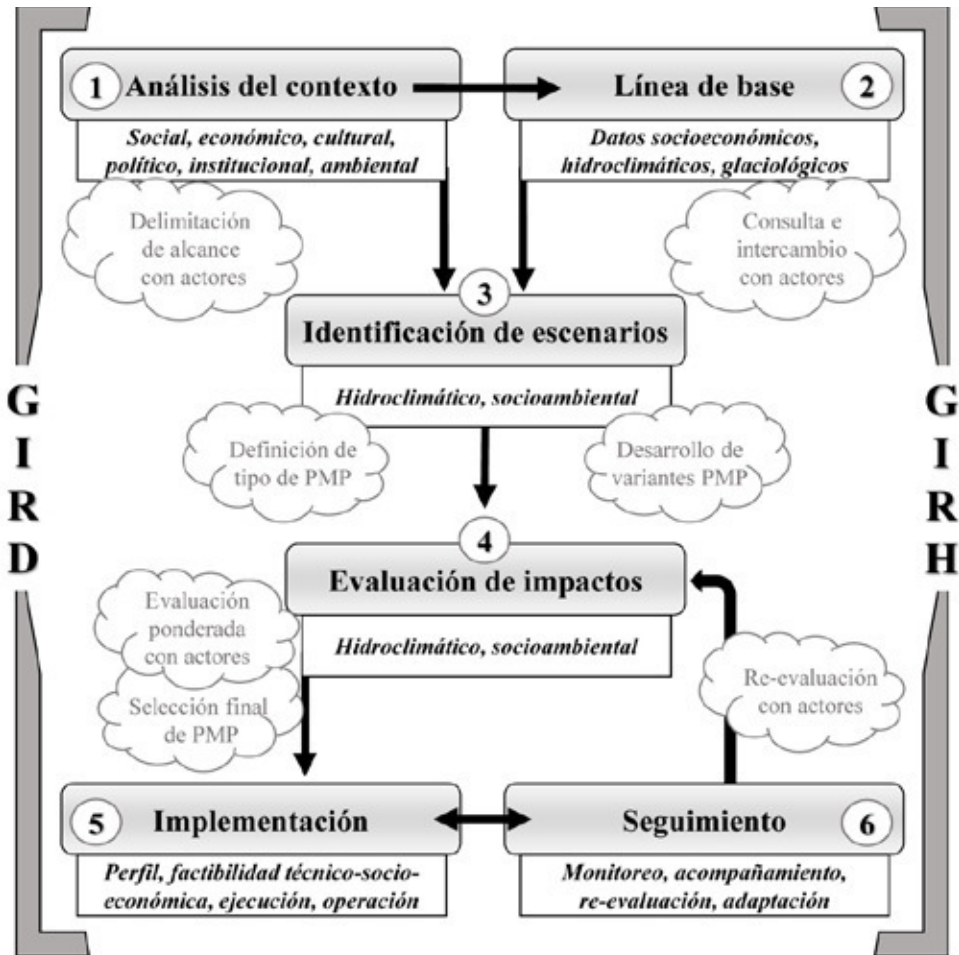 1
Análisis del contexto
Social, económico, cultural,
político, institucional, ambiental
2
Línea de base
Datos socioeconómicos,
hidroclimáticos, glaciológicos
Delimitación
de alcance
con actores
Consulta e
intercambio
con actores
3
Identificación de escenarios
Hidroclimático, socioambiental
Definición de
tipo de PMP
Desarrollo de
variantes PMP
G
I
R
D
G
I
R
H
4
Evaluación de impactos
Hidroclimático, socioambiental
Evaluación
ponderada
con actores
Selección final
de PMP
Re-evaluación
con actores
5
Implementación
Perfil, factibilidad técnico-socio-
económica, ejecución, operación
6
Seguimiento
Monitoreo, acompañamiento,
re-evaluación, adaptación